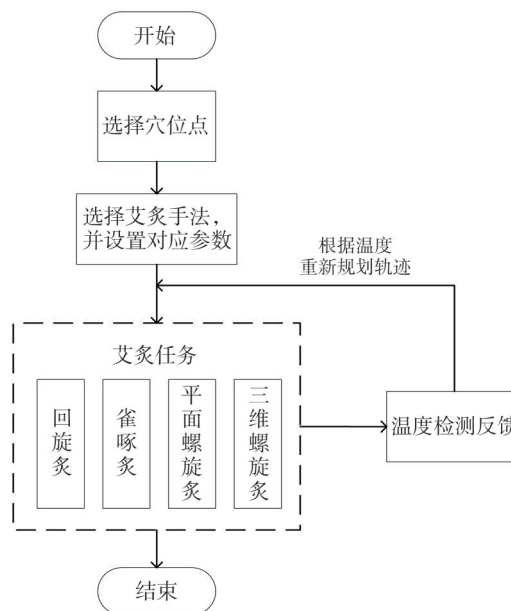 开始
选择穴位点
选择艾灸手法，
并设置对应参数
根据温度
重新规划轨迹
艾灸任务
回旋灸
雀啄灸
平面螺旋灸
三维螺旋灸
温度检测反馈
结束